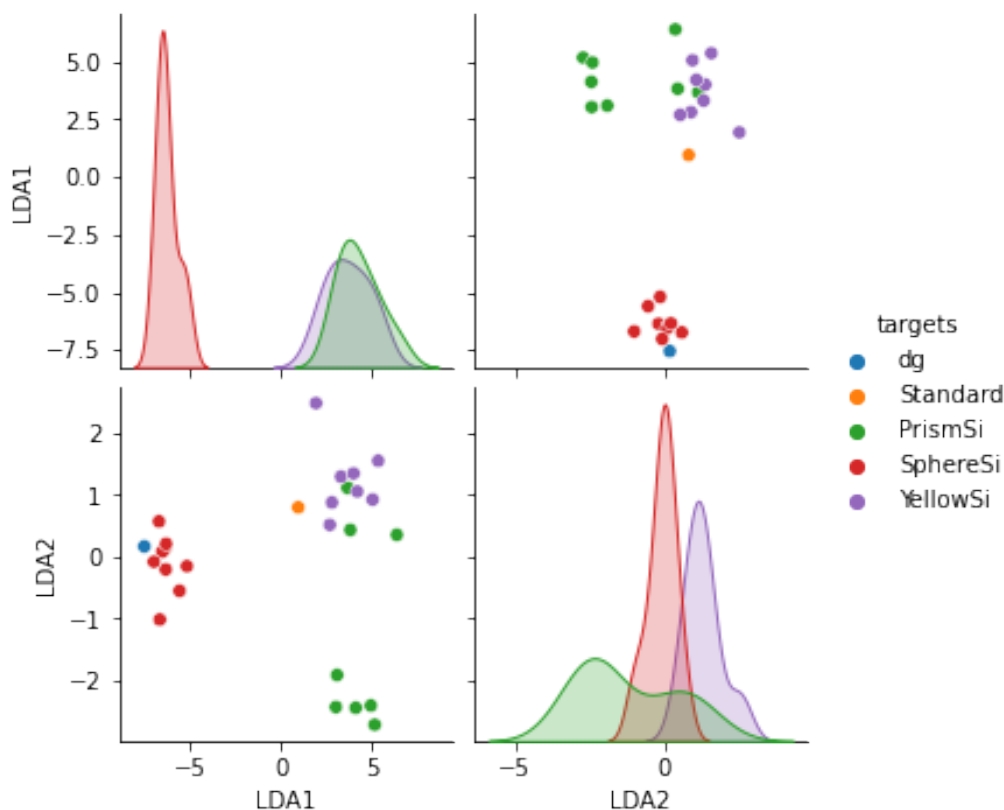 5.0
2.5
0.0
−2.5
−5.0
−7.5
LDA1
2
1
0
−1
−2
LDA2
−5
0
5
LDA1
−5
0
LDA2
targets
dg
Standard
PrismSi
SphereSi
YellowSi